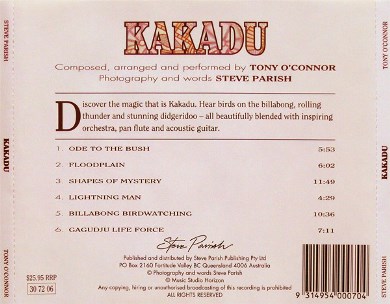 KAKADU
Composed, arranged and performed by TONY O'CONNOR
Photography and words STEVE PARISH
Discover the magic that is Kakadu. Hear birds on the billabong, rolling
thunder and stunning didgeridoo – all beautifully blended with inspiring
orchestra, pan flute and acoustic guitar.
1. ODE TO THE BUSH 5:53
2. FLOODPLAIN 6:02
3. SHAPES OF MYSTERY 11:49
4. LIGHTNING MAN 4:29
5. BILLABONG BIRDWATCHING 10:36
6. GAGUDJU LIFE FORCE 7:11
Steve Parish
Published and distributed by Steve Parish Publishing Pty Ltd
PO Box 2160 Fortitude Valley BC Queensland 4006 Australia
© Photography and words Steve Parish
® Music Studio Horizon
Any copying, hiring or unauthorised broadcasting of this recording is prohibited
ALL RIGHTS RESERVED
9 314954 000704
STEVE PARISH
KAKADU
TONY O'CONNOR
$25.95 RRP
30 72 06
TONY O'CONNOR
KAKADU
STEVE PARISH